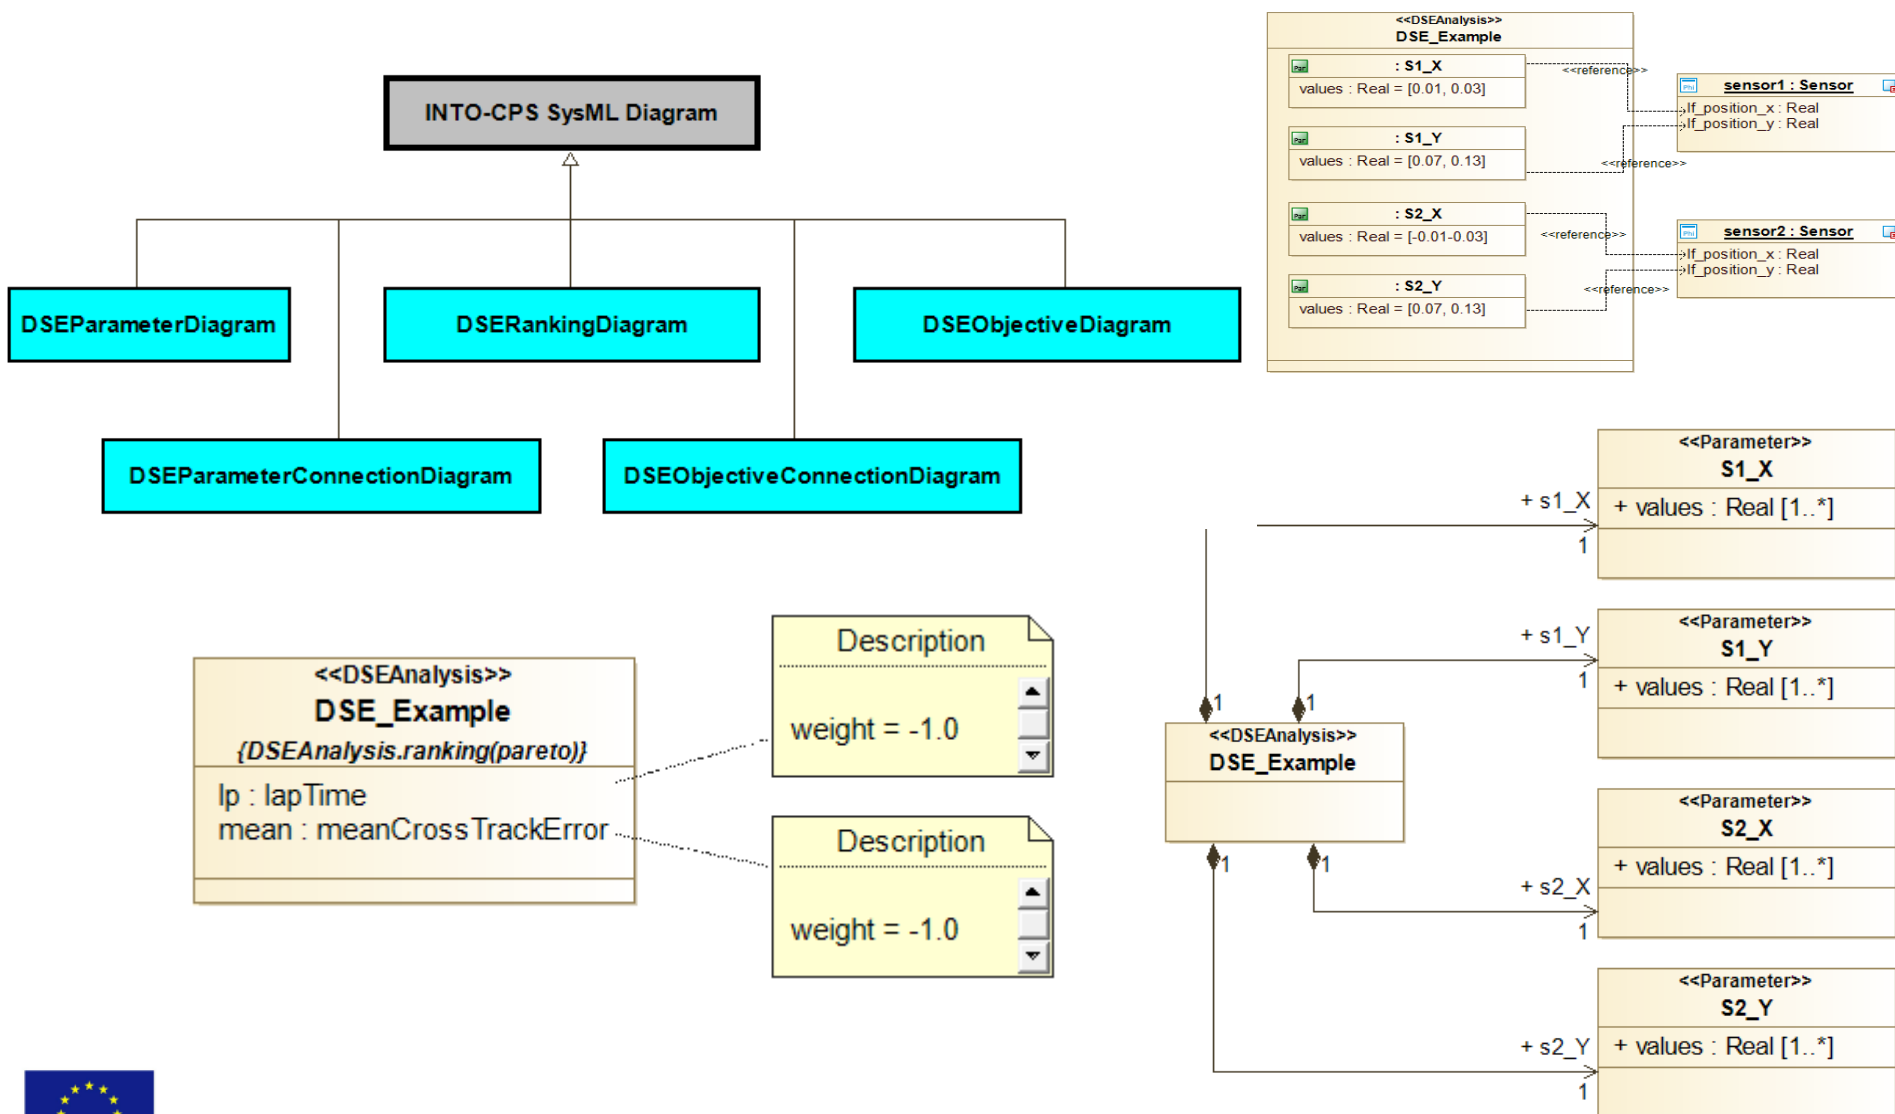 INTO-CPS SysML Diagram
DSEParameterDiagram
DSERankingDiagram
DSEObjectiveDiagram
DSEParameterConnectionDiagram
DSEObjectiveConnectionDiagram
<<DSEAnalysis>>
DSE_Example
: S1_X
values : Real = [0.01, 0.03]
: S1_Y
values : Real = [0.07, 0.13]
: S2_X
values : Real = [-0.01-0.03]
: S2_Y
values : Real = [0.07, 0.13]
<<reference>>
<<reference>>
<<reference>>
<<reference>>
sensor1 : Sensor
lf_position_x : Real
lf_position_y : Real
sensor2 : Sensor
lf_position_x : Real
lf_position_y : Real
<<DSEAnalysis>>
DSE_Example
{DSEAnalysis.ranking(pareto)}
lp : lapTime
mean : meanCrossTrackError
Description
weight = -1.0
Description
weight = -1.0
<<DSEAnalysis>>
DSE_Example
1
1
1
1
+ s1_X
1
<<Parameter>>
S1_X
+ values : Real [1..*]
+ s1_Y
1
<<Parameter>>
S1_Y
+ values : Real [1..*]
+ s2_X
1
<<Parameter>>
S2_X
+ values : Real [1..*]
+ s2_Y
1
<<Parameter>>
S2_Y
+ values : Real [1..*]